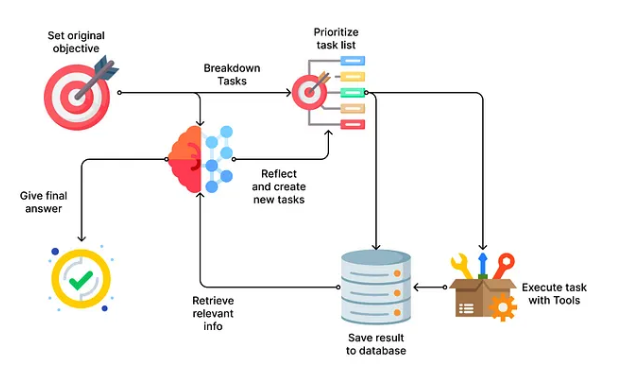 Set original
objective
Prioritize
task list
Breakdown
Tasks
Reflect
and create
new tasks
Give final
answer
Retrieve
relevant
info
Save result
to database
Execute task
with Tools